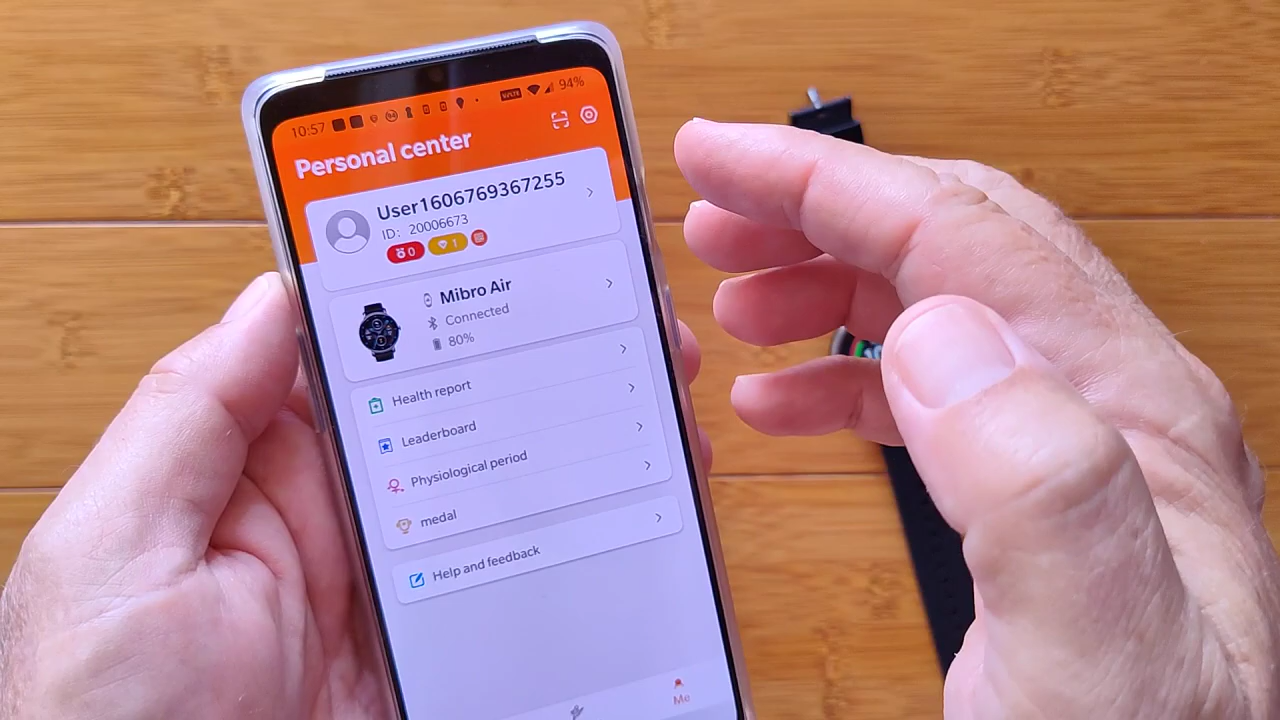 10:57 94%
Personal center
User1606769367255
ID: 20006673
0 1
Mibro Air
Connected
80%
Health report
Leaderboard
Physiological period
medal
Help and feedback
Me